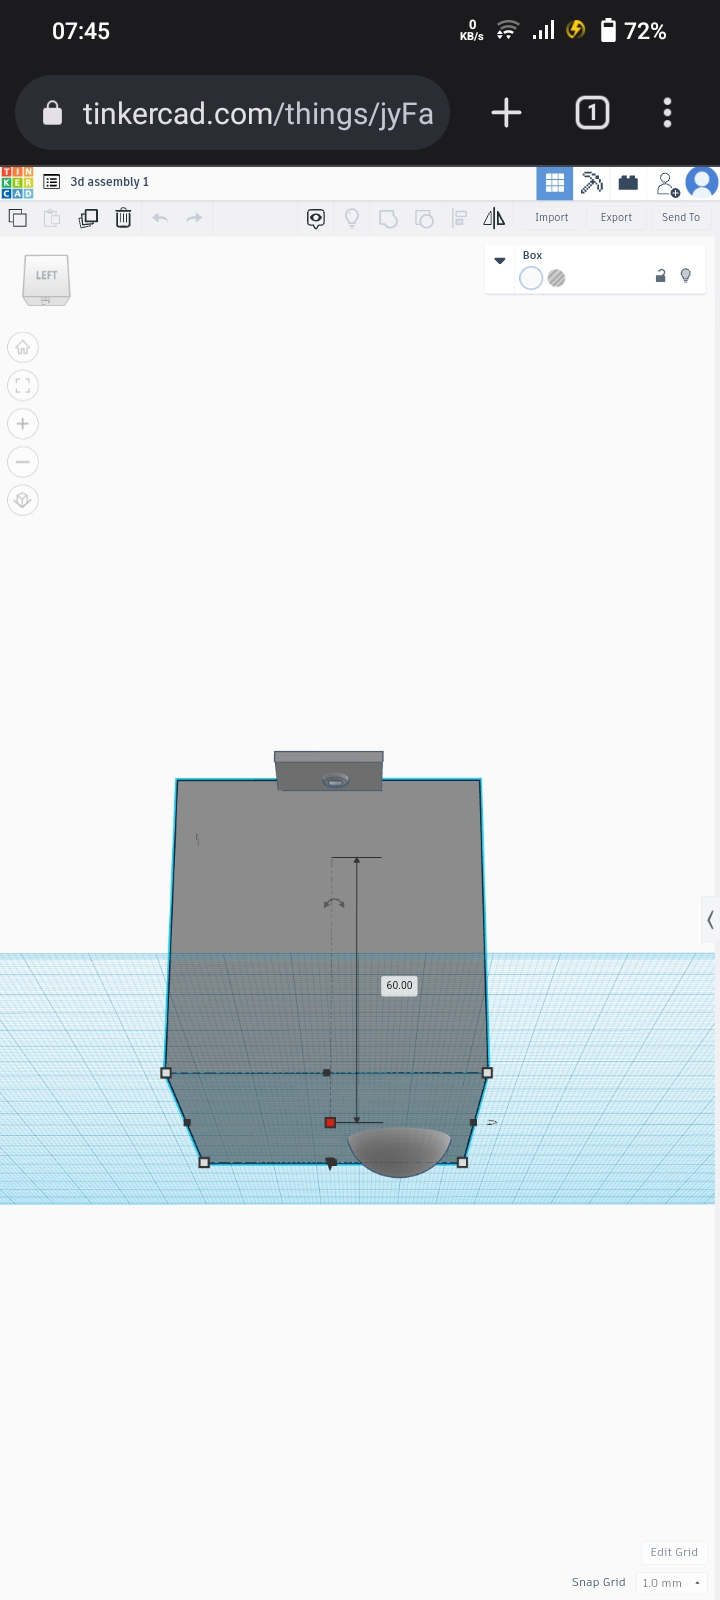 07:45
0
KB/s
72%
tinkercad.com/things/jyFa
1
TIN
KER
CAD
3d assembly 1
Import
Export
Send To
Box
LEFT
60.00
Edit Grid
Snap Grid
1.0 mm